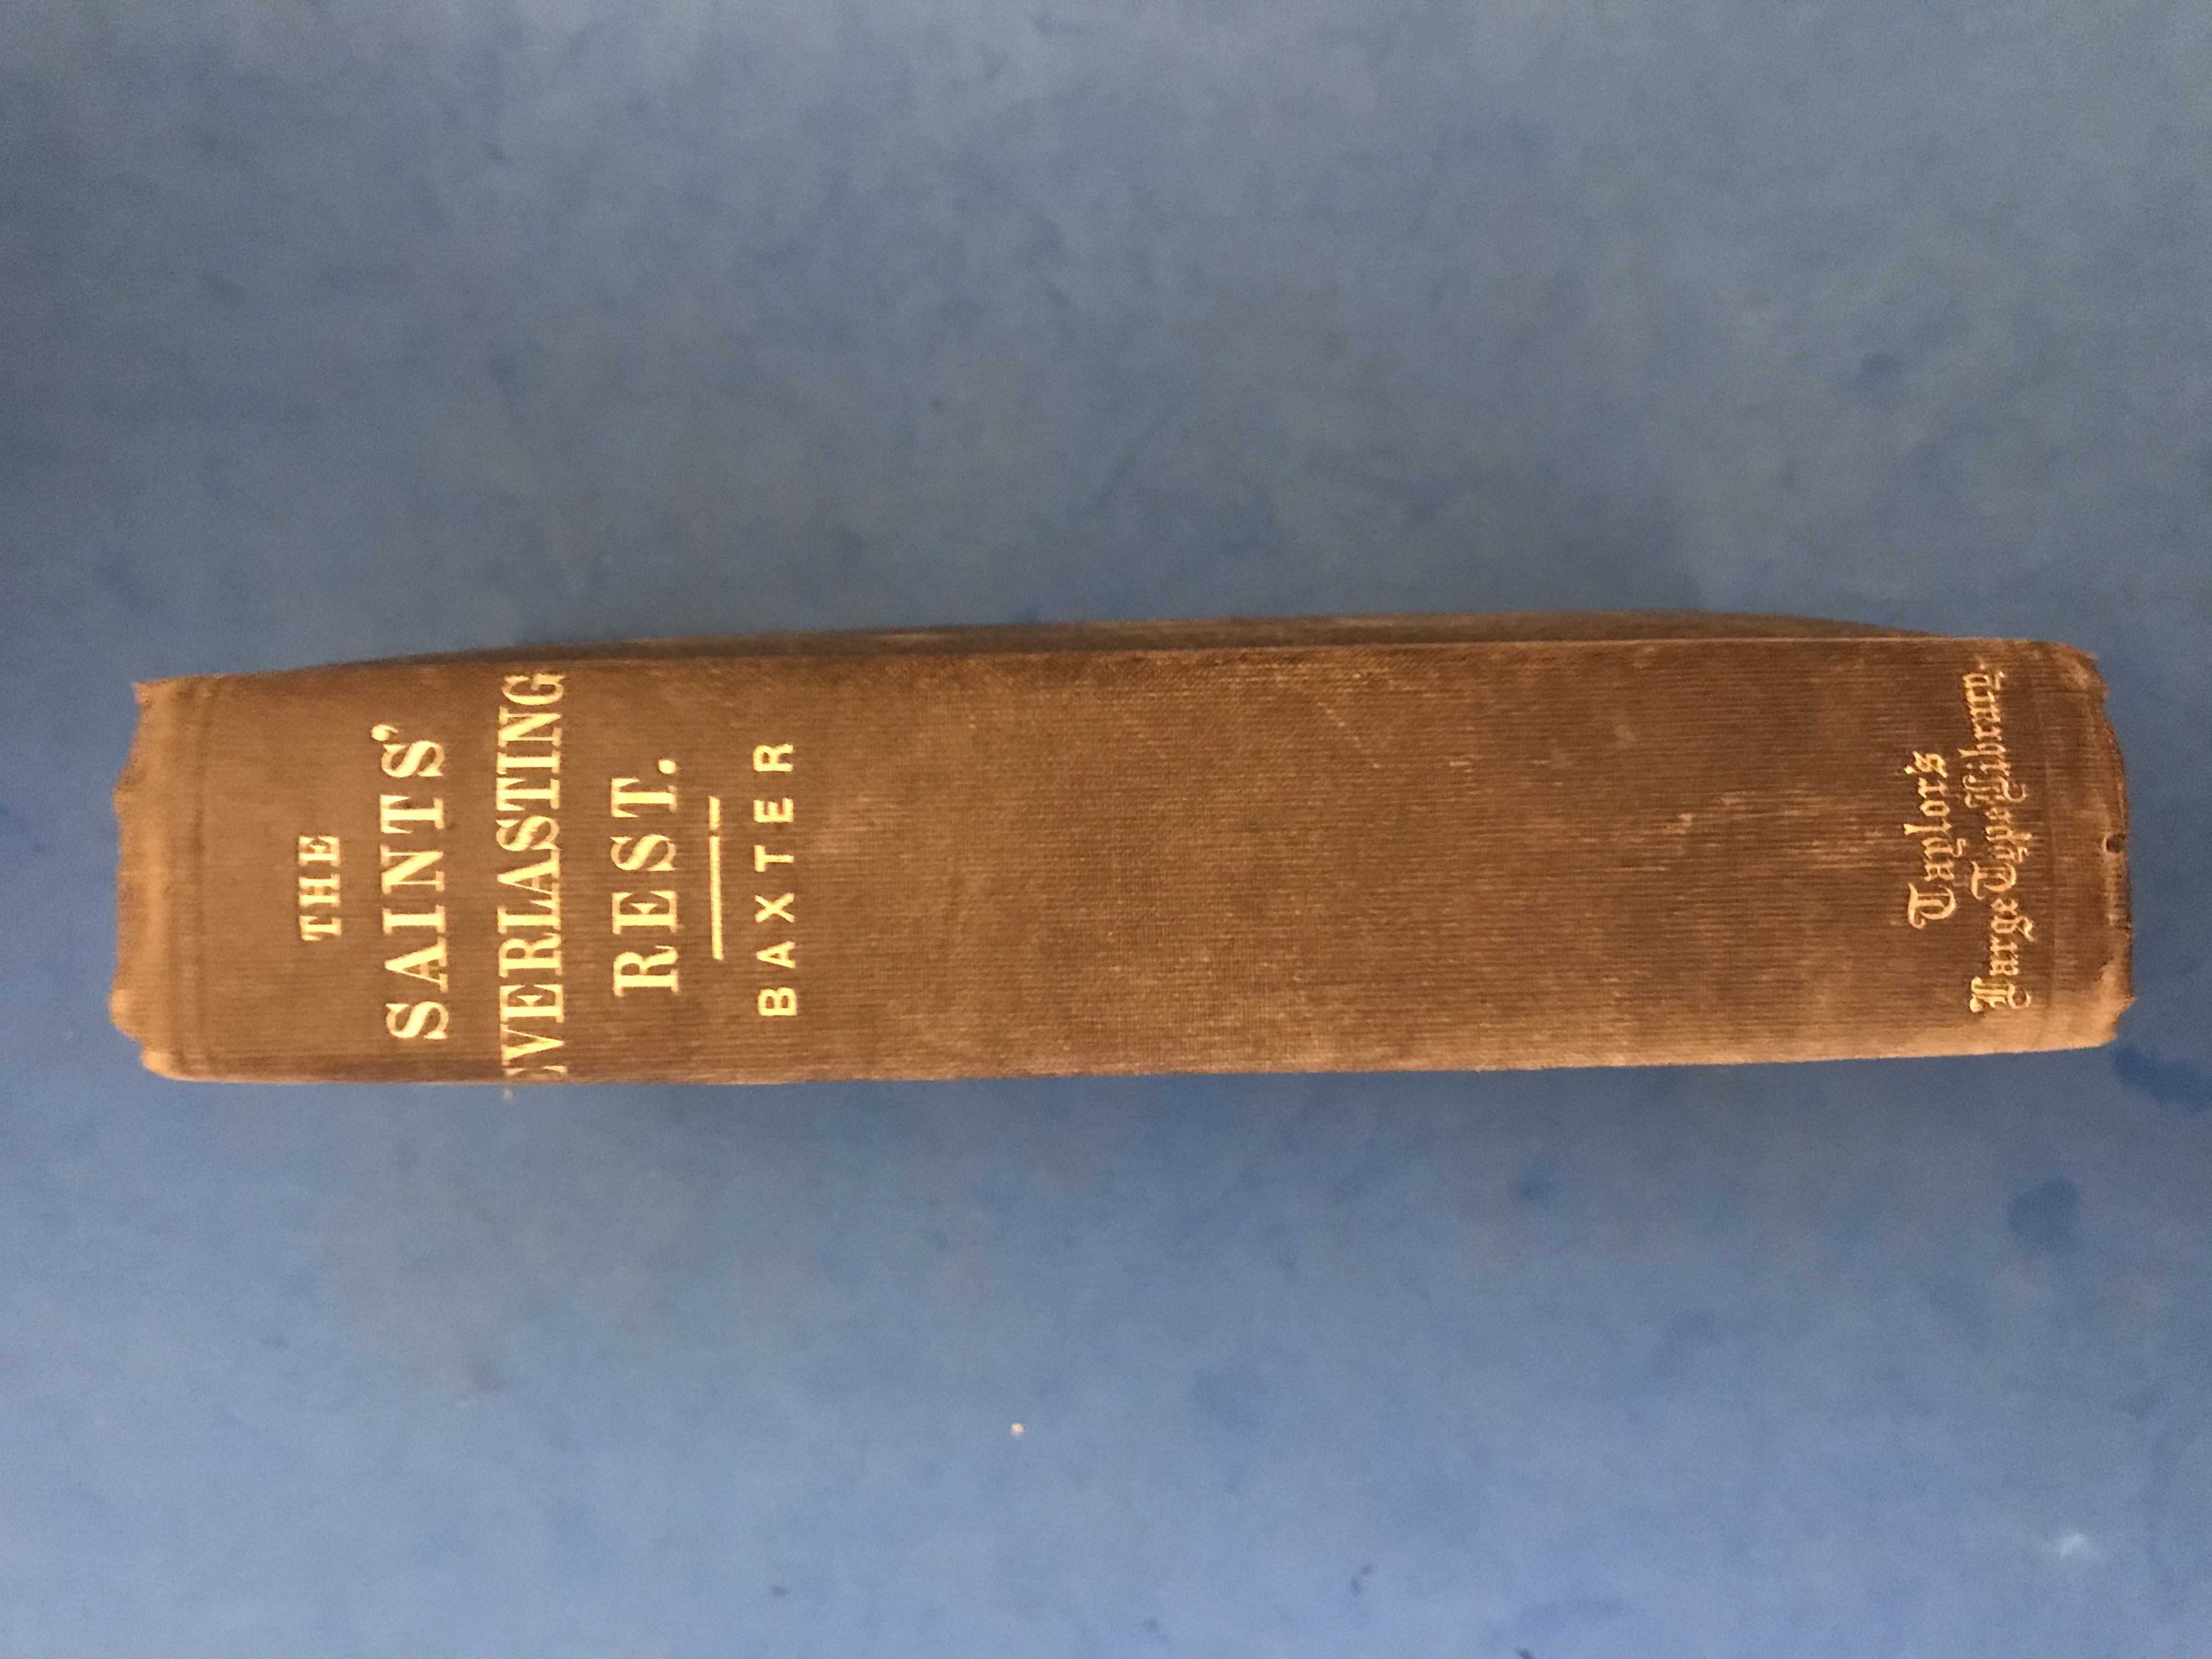 THE
SAINTS'
EVERLASTING
REST.
BAXTER
Taylor's
Large Type Library.